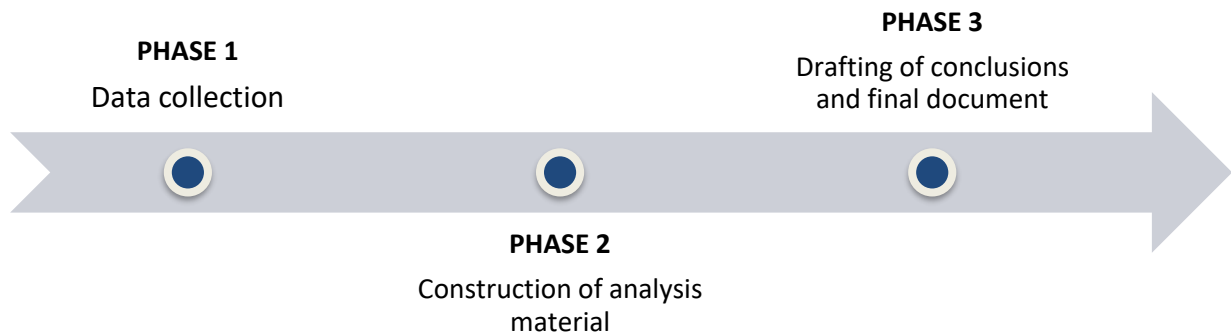 PHASE 1
Data collection
PHASE 2
Construction of analysis
material
PHASE 3
Drafting of conclusions
and final document